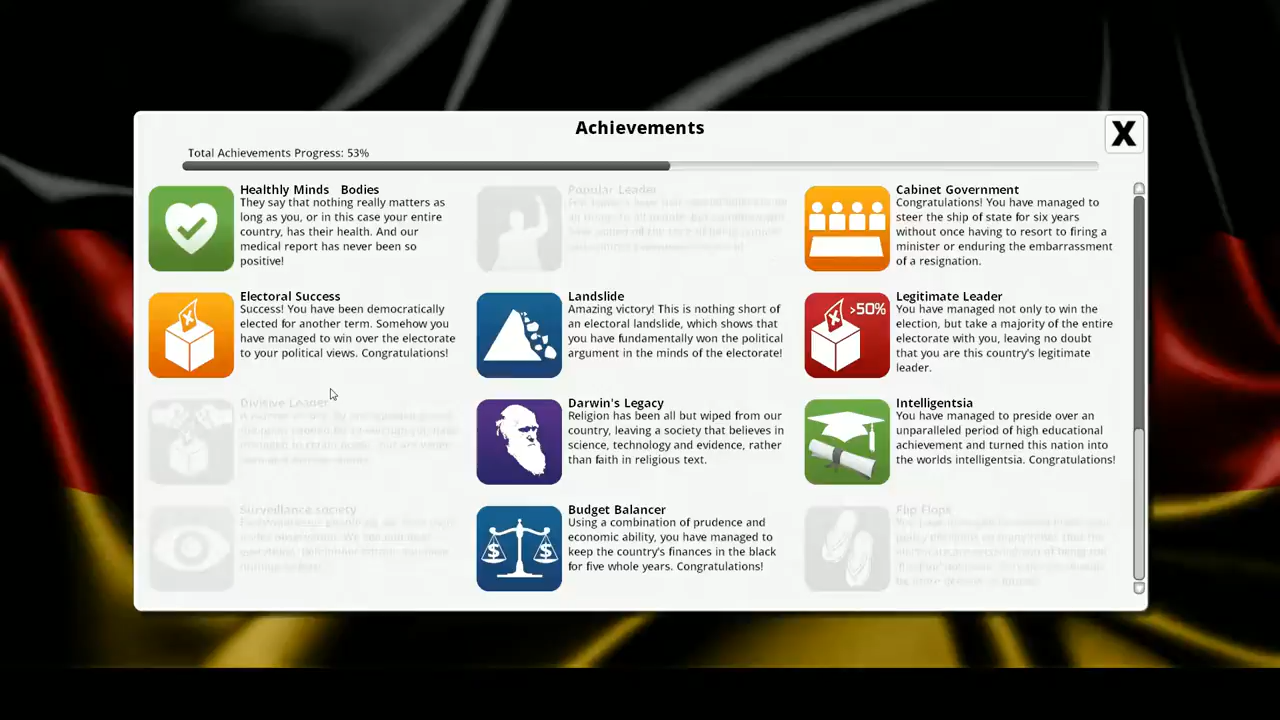 Achievements
Total Achievements Progress: 53%
Healthly Minds Bodies
They say that nothing really matters as
long as you, or in this case your entire
country, has their health. And our
medical report has never been so
positive!
Popular Leader
Cabinet Government
Congratulations! You have managed to
steer the ship of state for six years
without once having to resort to firing a
minister or enduring the embarrassment
of a resignation.
Electoral Success
Success! You have been democratically
elected for another term. Somehow you
have managed to win over the electorate
to your political views. Congratulations!
Landslide
Amazing victory! This is nothing short of
an electoral landslide, which shows that
you have fundamentally won the political
argument in the minds of the electorate!
>50%
Legitimate Leader
You have managed not only to win the
election, but take a majority of the entire
electorate with you, leaving no doubt
that you are this country's legitimate
leader.
Divisive Leader
Darwin's Legacy
Religion has been all but wiped from our
country, leaving a society that believes in
science, technology and evidence, rather
than faith in religious text.
Intelligentsia
You have managed to preside over an
unparalleled period of high educational
achievement and turned this nation into
the worlds intelligentsia. Congratulations!
Surveillance society
Budget Balancer
Using a combination of prudence and
economic ability, you have managed to
keep the country's finances in the black
for five whole years. Congratulations!
Flip Flops